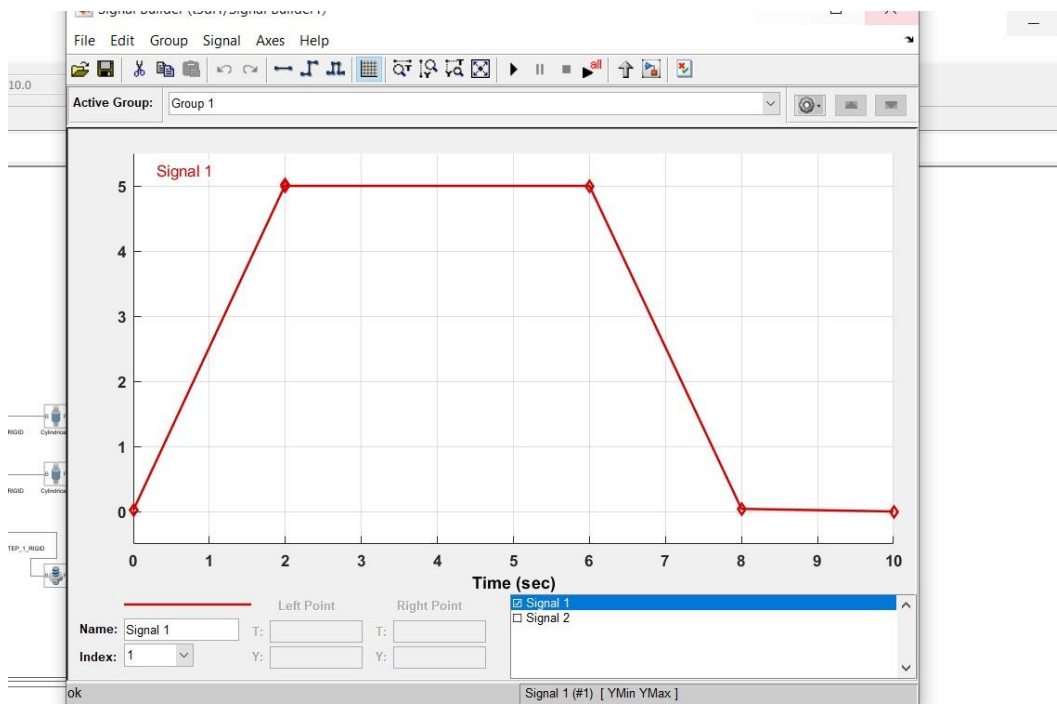 File Edit Group Signal Axes Help
all
10.0
Active Group: Group 1
Signal 1
5
4
3
2
1
0
0 1 2 3 4 5 6 7 8 9 10
Time (sec)
Left Point Right Point
Name: Signal 1 T: T:
Index: 1 Y: Y:
Signal 1
Signal 2
RIGID
RIGID
TEP_1_RIGID
ok Signal 1 (#1) [ YMin YMax ]